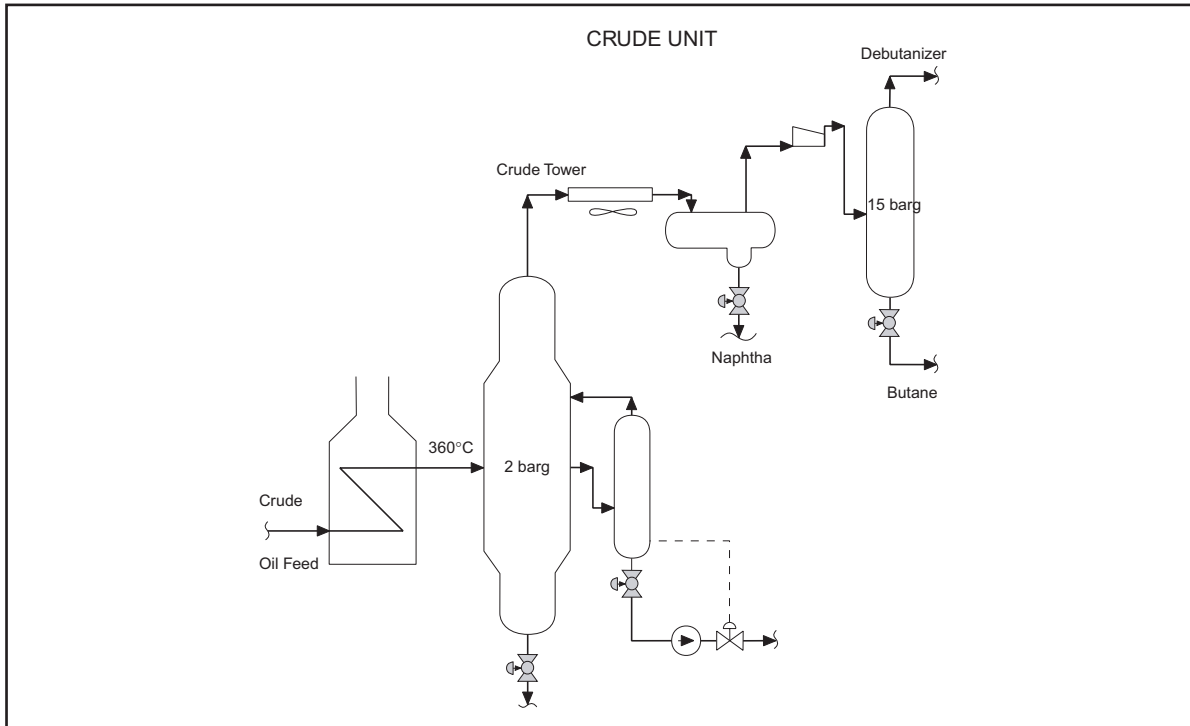 CRUDE UNIT
Debutanizer
Crude Tower
15 barg
Naphtha
Butane
360°C
2 barg
Crude
Oil Feed